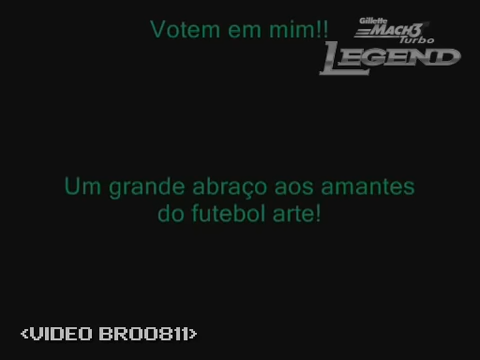 Votem em mim!!
Gillette
MACH3
Turbo
LEGEND
Um grande abraço aos amantes
do futebol arte!
<VIDEO BR00811>